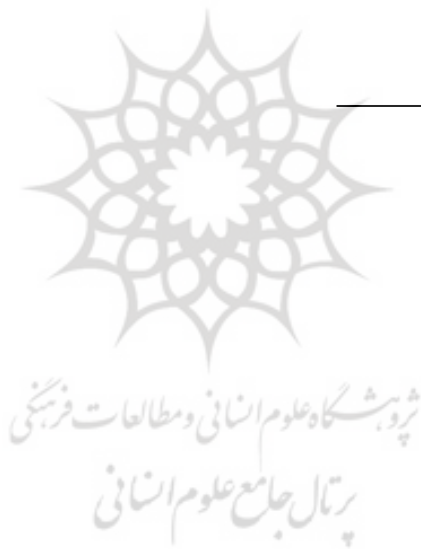 پژوهشگاه علوم انسانی و مطالعات فرهنگی
پرتال جامع علوم انسانی